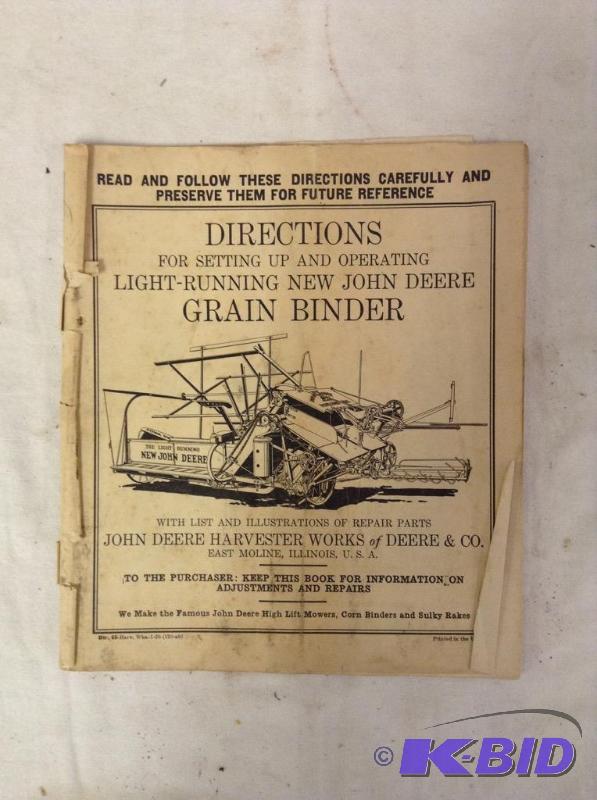 READ AND FOLLOW THESE DIRECTIONS CAREFULLY AND
PRESERVE THEM FOR FUTURE REFERENCE
DIRECTIONS
FOR SETTING UP AND OPERATING
LIGHT-RUNNING NEW JOHN DEERE
GRAIN BINDER
THE LIGHT RUNNING
NEW JOHN DEERE
WITH LIST AND ILLUSTRATIONS OF REPAIR PARTS
JOHN DEERE HARVESTER WORKS of DEERE & CO.
EAST MOLINE, ILLINOIS, U. S. A.
TO THE PURCHASER: KEEP THIS BOOK FOR INFORMATION ON
ADJUSTMENTS AND REPAIRS
We Make the Famous John Deere High Lift Mowers, Corn Binders and Sulky Rakes
Printed in the
© K-BID